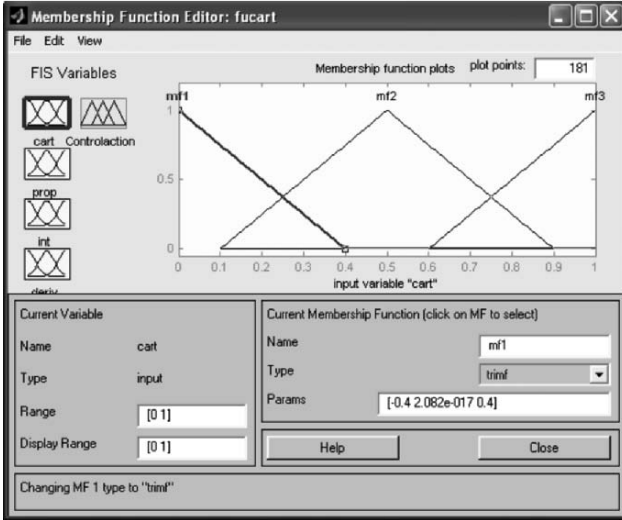 Membership Function Editor: fucart
File Edit View
FIS Variables
Membership function plots plot points: 181
cart Controlaction
prop
int
deriv
mf1 mf2 mf3
1
0.5
0
0 0.1 0.2 0.3 0.4 0.5 0.6 0.7 0.8 0.9 1
input variable "cart"
Current Variable
Name cart
Type input
Range [0 1]
Display Range [0 1]
Current Membership Function (click on MF to select)
Name mf1
Type trimf
Params [-0.4 2.082e-017 0.4]
Help Close
Changing MF 1 type to "trimf"